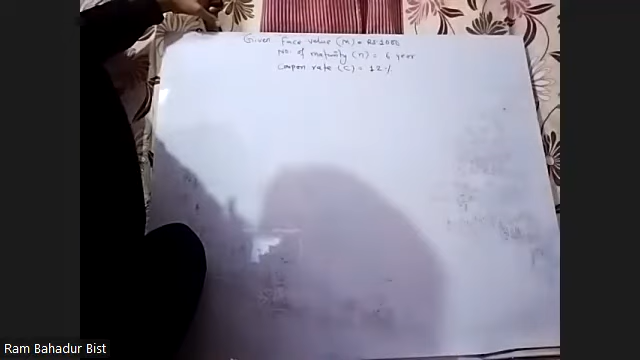 Given face value (M) = RS.1000
No. of maturity (n) = 6 year
Coupon rate (C) = 12%
Ram Bahadur Bist